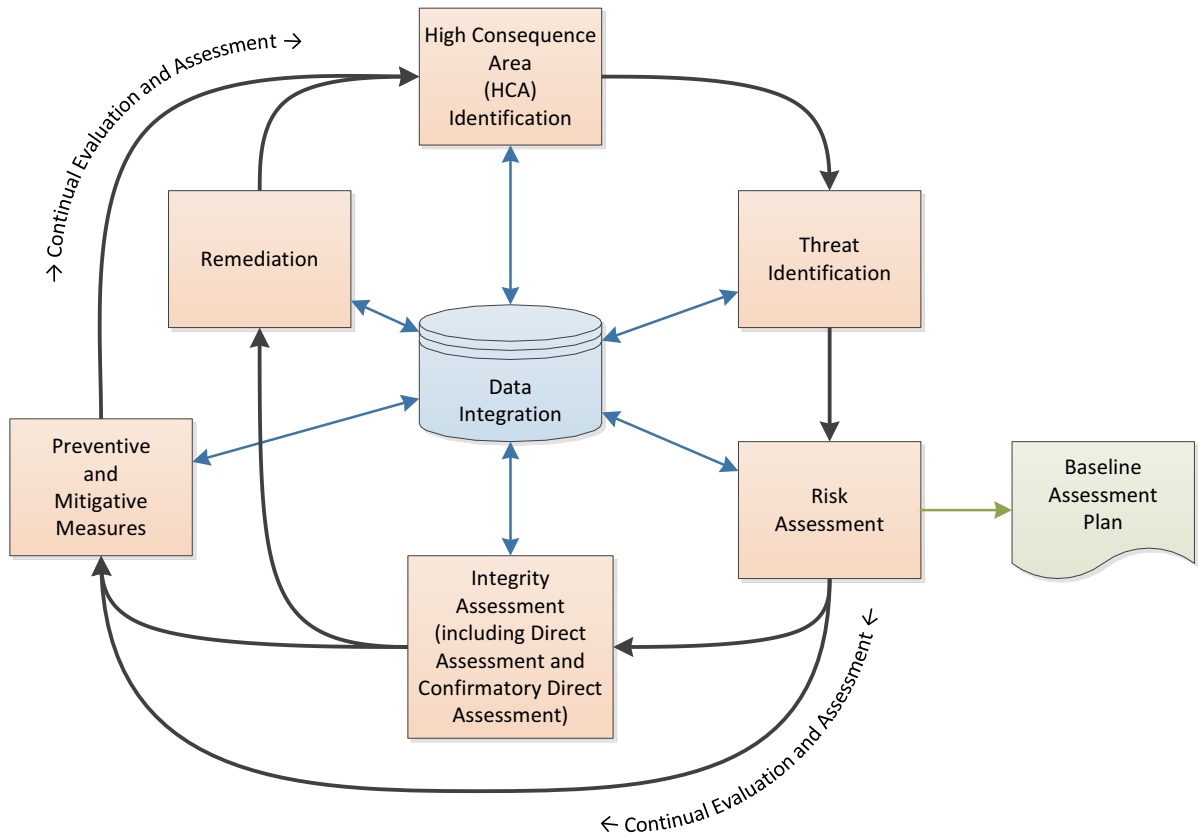 → Continual Evaluation and Assessment →
High Consequence
Area
(HCA)
Identification
Remediation
Threat
Identification
Data
Integration
Preventive
and
Mitigative
Measures
Risk
Assessment
Baseline
Assessment
Plan
Integrity
Assessment
(including Direct
Assessment and
Confirmatory Direct
Assessment)
← Continual Evaluation and Assessment ←